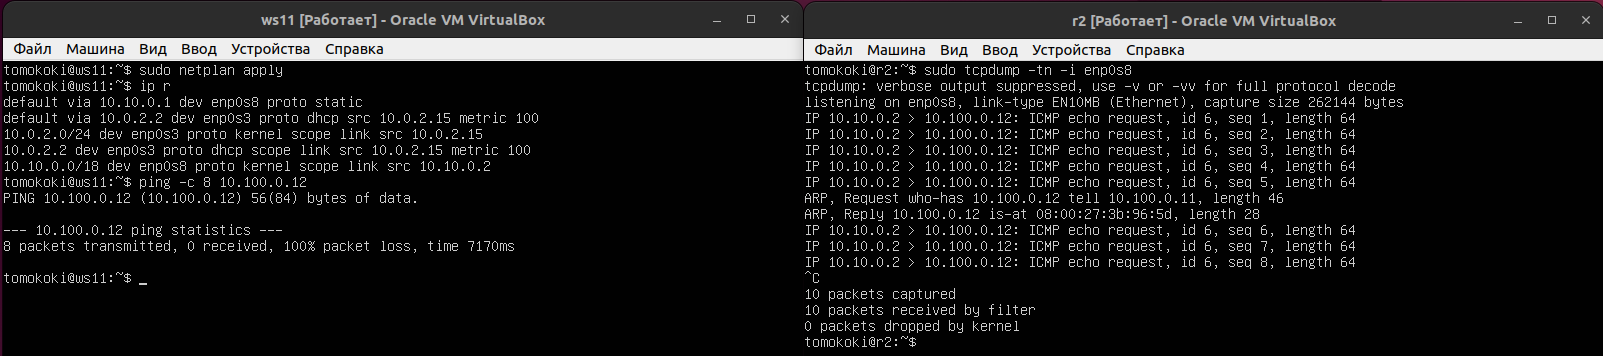 ws11 [Работает] - Oracle VM VirtualBox
Файл Машина Вид Ввод Устройства Справка
tomokoki@ws11:~$ sudo netplan apply
tomokoki@ws11:~$ ip r
default via 10.10.0.1 dev enp0s8 proto static
default via 10.0.2.2 dev enp0s3 proto dhcp src 10.0.2.15 metric 100
10.0.2.0/24 dev enp0s3 proto kernel scope link src 10.0.2.15
10.0.2.2 dev enp0s3 proto dhcp scope link src 10.0.2.15 metric 100
10.10.0.0/18 dev enp0s8 proto kernel scope link src 10.10.0.2
tomokoki@ws11:~$ ping -c 8 10.100.0.12
PING 10.100.0.12 (10.100.0.12) 56(84) bytes of data.
--- 10.100.0.12 ping statistics ---
8 packets transmitted, 0 received, 100% packet loss, time 7170ms
tomokoki@ws11:~$ _
r2 [Работает] - Oracle VM VirtualBox
Файл Машина Вид Ввод Устройства Справка
tomokoki@r2:~$ sudo tcpdump -tn -i enp0s8
tcpdump: verbose output suppressed, use -v or -vv for full protocol decode
listening on enp0s8, link-type EN10MB (Ethernet), capture size 262144 bytes
IP 10.10.0.2 > 10.100.0.12: ICMP echo request, id 6, seq 1, length 64
IP 10.10.0.2 > 10.100.0.12: ICMP echo request, id 6, seq 2, length 64
IP 10.10.0.2 > 10.100.0.12: ICMP echo request, id 6, seq 3, length 64
IP 10.10.0.2 > 10.100.0.12: ICMP echo request, id 6, seq 4, length 64
IP 10.10.0.2 > 10.100.0.12: ICMP echo request, id 6, seq 5, length 64
ARP, Request who-has 10.100.0.12 tell 10.100.0.11, length 46
ARP, Reply 10.100.0.12 is-at 08:00:27:3b:96:5d, length 28
IP 10.10.0.2 > 10.100.0.12: ICMP echo request, id 6, seq 6, length 64
IP 10.10.0.2 > 10.100.0.12: ICMP echo request, id 6, seq 7, length 64
IP 10.10.0.2 > 10.100.0.12: ICMP echo request, id 6, seq 8, length 64
^C
10 packets captured
10 packets received by filter
0 packets dropped by kernel
tomokoki@r2:~$